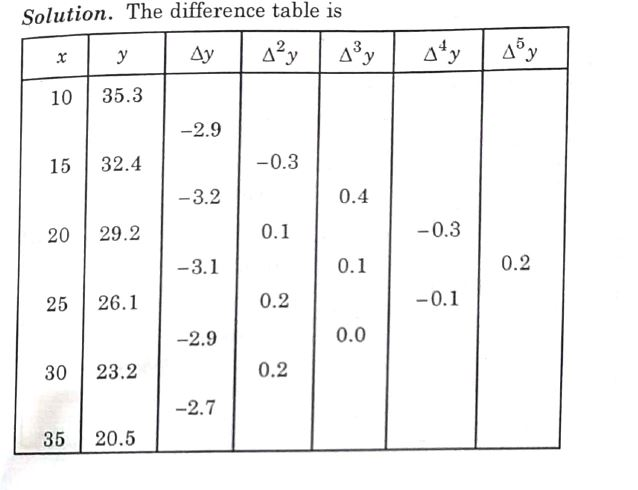 Solution. The difference table is
x y Δy Δ²y Δ³y Δ⁴y Δ⁵y
10 35.3
−2.9
15 32.4 −0.3
−3.2 0.4
20 29.2 0.1 −0.3
−3.1 0.1 0.2
25 26.1 0.2 −0.1
−2.9 0.0
30 23.2 0.2
−2.7
35 20.5